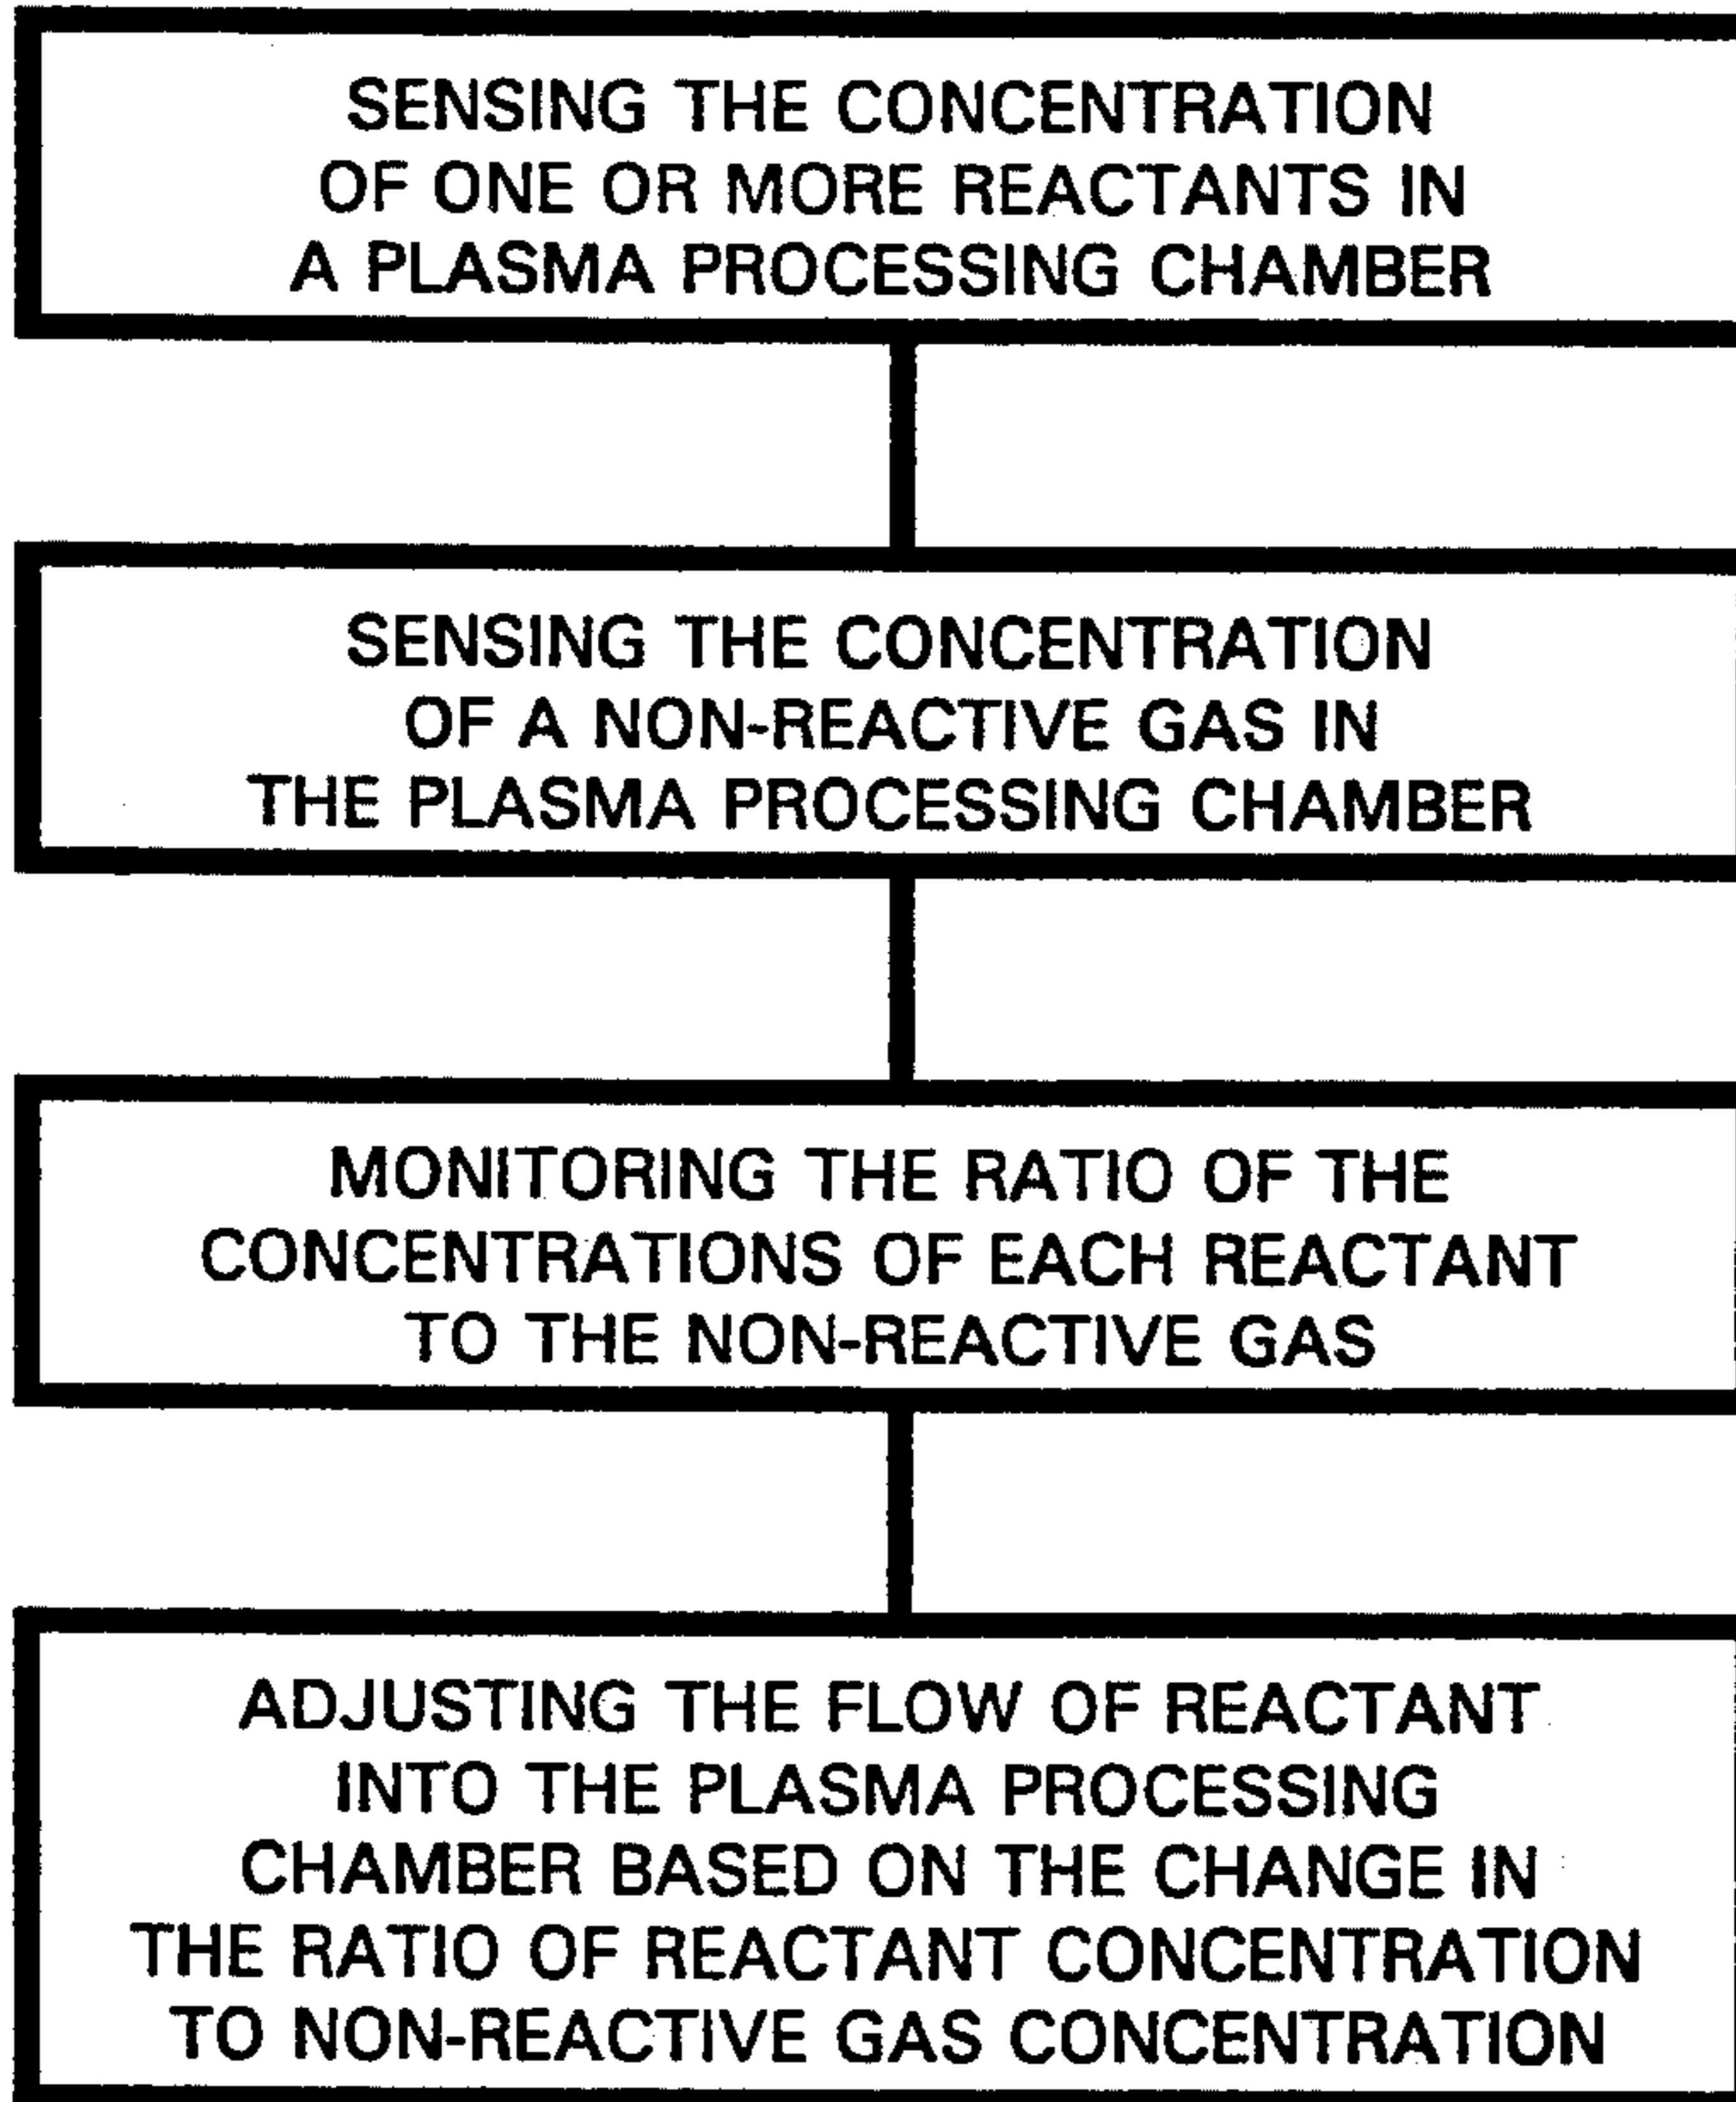 SENSING THE CONCENTRATION
OF ONE OR MORE REACTANTS IN
A PLASMA PROCESSING CHAMBER
SENSING THE CONCENTRATION
OF A NON-REACTIVE GAS IN
THE PLASMA PROCESSING CHAMBER
MONITORING THE RATIO OF THE
CONCENTRATIONS OF EACH REACTANT
TO THE NON-REACTIVE GAS
ADJUSTING THE FLOW OF REACTANT
INTO THE PLASMA PROCESSING
CHAMBER BASED ON THE CHANGE IN
THE RATIO OF REACTANT CONCENTRATION
TO NON-REACTIVE GAS CONCENTRATION